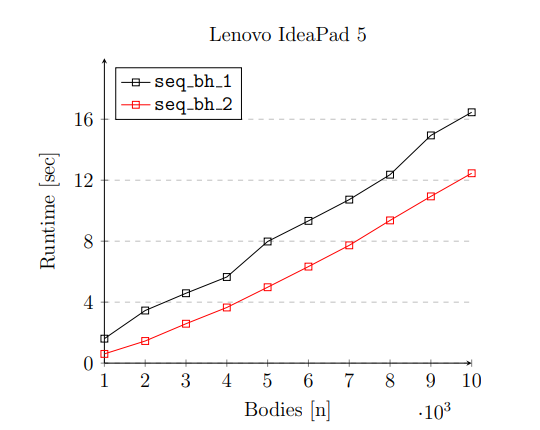 Lenovo IdeaPad 5
seq_bh_1
seq_bh_2
Runtime [sec]
16
12
8
4
0
1 2 3 4 5 6 7 8 9 10
Bodies [n]
·10³